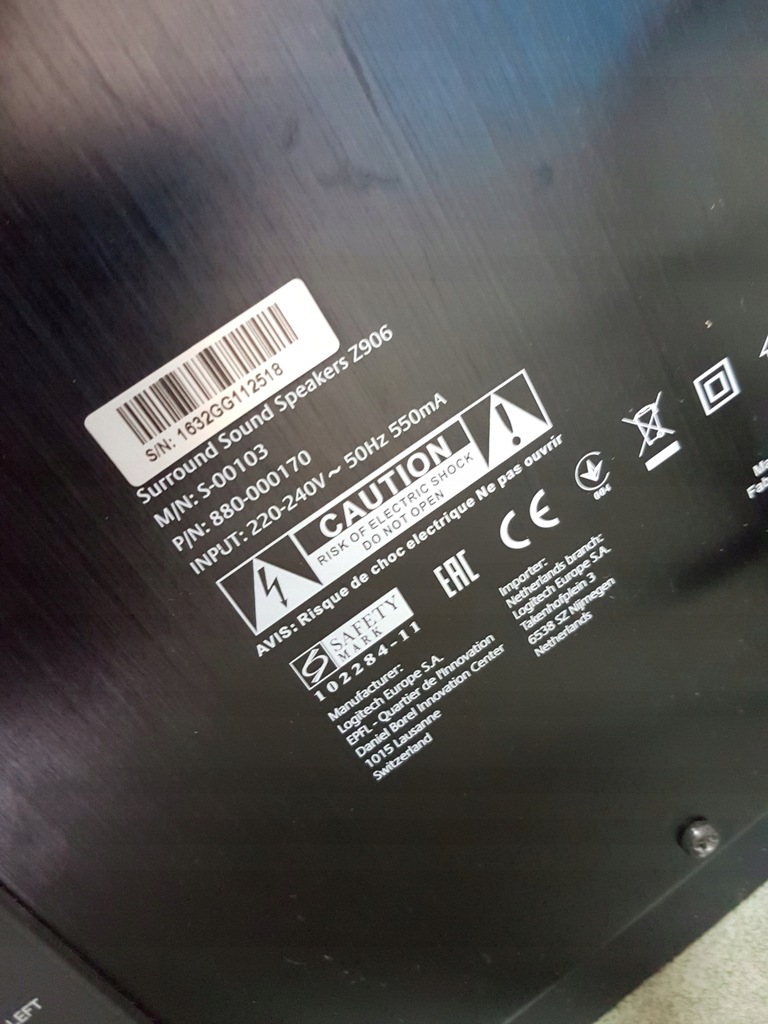 S/N: 1632GG112518
Surround Sound Speakers Z906
M/N: S-00103
P/N: 880-000170
INPUT: 220-240V ~ 50Hz 550mA
CAUTION
RISK OF ELECTRIC SHOCK
DO NOT OPEN
AVIS: Risque de choc electrique Ne pas ouvrir
SAFETY
MARK
102284-11
EAC
CE
004
Manufacturer:
Logitech Europe S.A.
EPFL - Quartier de l'Innovation
Daniel Borel Innovation Center
1015 Lausanne
Switzerland
Importer:
Netherlands branch:
Logitech Europe S.A.
Takenhofplein 3
6538 SZ Nijmegen
Netherlands
LEFT